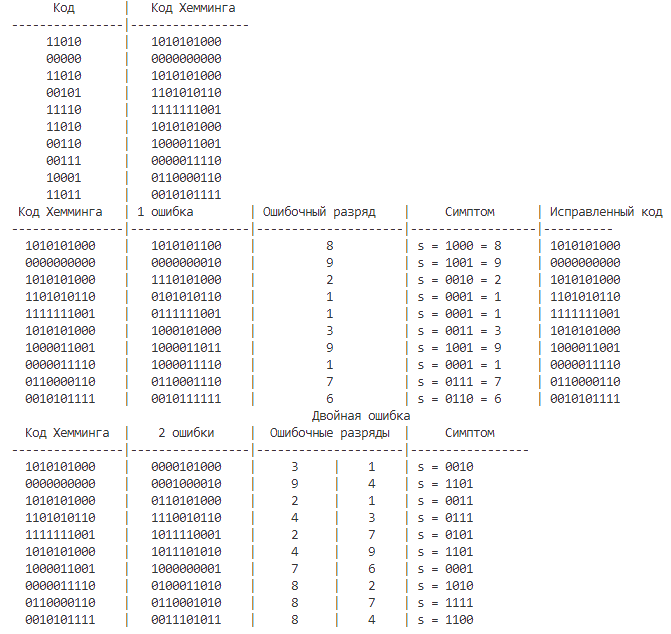 Код | Код Хемминга
---------------|----------------
11010 | 1010101000
00000 | 0000000000
11010 | 1010101000
00101 | 1101010110
11110 | 1111111001
11010 | 1010101000
00110 | 1000011001
00111 | 0000011110
10001 | 0110000110
11011 | 0010101111
Код Хемминга | 1 ошибка | Ошибочный разряд | Симптом | Исправленный код
---------------|----------------|--------------------|-----------------|----------
1010101000 | 1010101100 | 8 | s = 1000 = 8 | 1010101000
0000000000 | 0000000010 | 9 | s = 1001 = 9 | 0000000000
1010101000 | 1110101000 | 2 | s = 0010 = 2 | 1010101000
1101010110 | 0101010110 | 1 | s = 0001 = 1 | 1101010110
1111111001 | 0111111001 | 1 | s = 0001 = 1 | 1111111001
1010101000 | 1000101000 | 3 | s = 0011 = 3 | 1010101000
1000011001 | 1000011011 | 9 | s = 1001 = 9 | 1000011001
0000011110 | 1000011110 | 1 | s = 0001 = 1 | 0000011110
0110000110 | 0110001110 | 7 | s = 0111 = 7 | 0110000110
0010101111 | 0010111111 | 6 | s = 0110 = 6 | 0010101111
Двойная ошибка
Код Хемминга | 2 ошибки | Ошибочные разряды | Симптом
---------------|----------------|--------------------|----------------
1010101000 | 0000101000 | 3 | 1 | s = 0010
0000000000 | 0001000010 | 9 | 4 | s = 1101
1010101000 | 0110101000 | 2 | 1 | s = 0011
1101010110 | 1110010110 | 4 | 3 | s = 0111
1111111001 | 1011110001 | 2 | 7 | s = 0101
1010101000 | 1011101010 | 4 | 9 | s = 1101
1000011001 | 1000000001 | 7 | 6 | s = 0001
0000011110 | 0100011010 | 8 | 2 | s = 1010
0110000110 | 0110001010 | 8 | 7 | s = 1111
0010101111 | 0011101011 | 8 | 4 | s = 1100